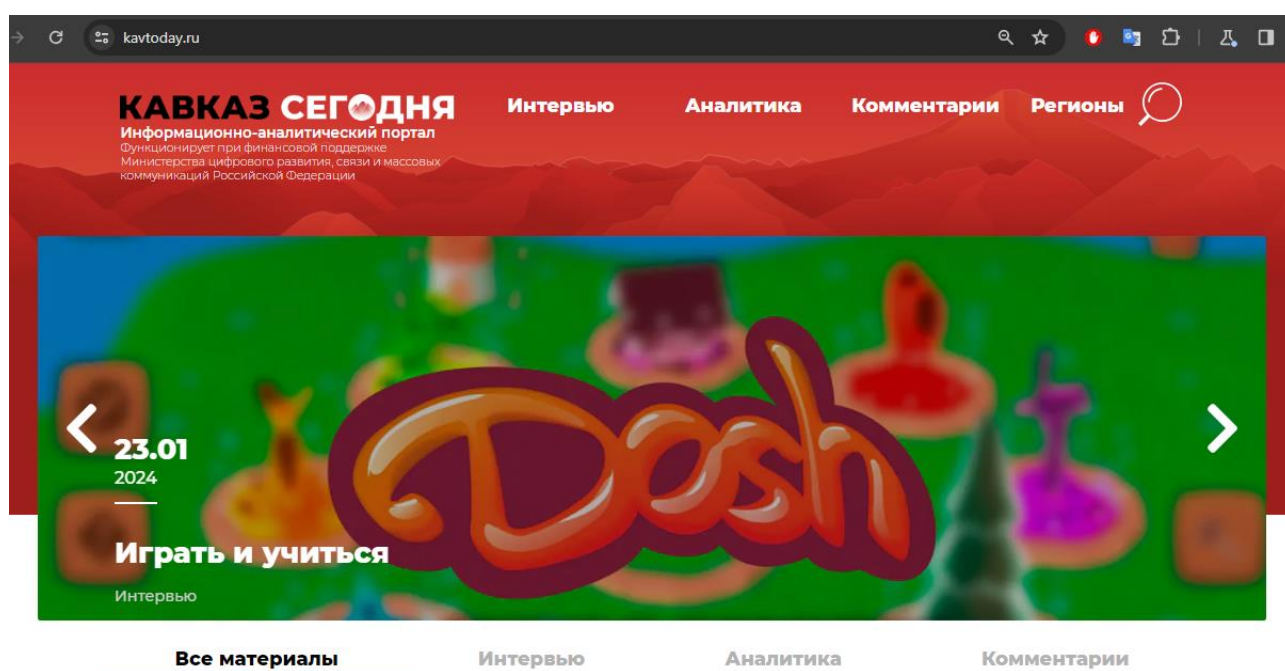 kavtoday.ru
КАВКАЗ СЕГОДНЯ
Интервью Аналитика Комментарии Регионы
Информационно-аналитический портал
Функционирует при финансовой поддержке
Министерства цифрового развития, связи и массовых
коммуникаций Российской Федерации
Dosh
23.01
2024
Играть и учиться
Интервью
Все материалы Интервью Аналитика Комментарии